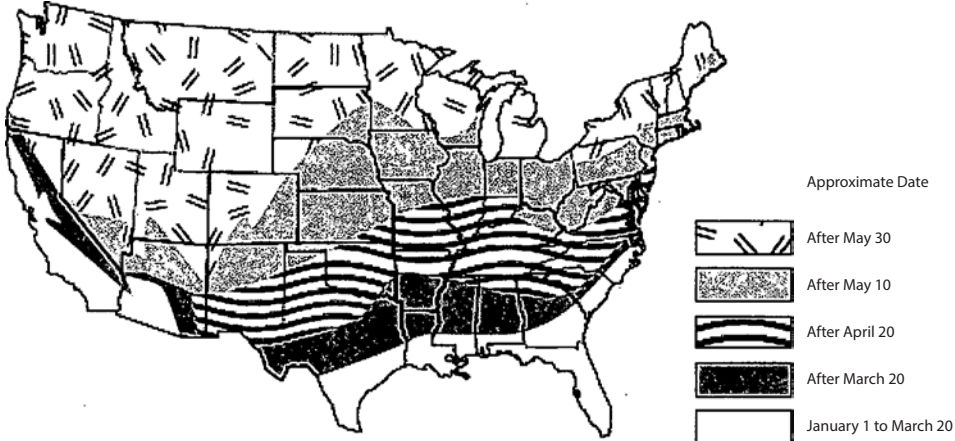 Approximate Date
After May 30
After May 10
After April 20
After March 20
January 1 to March 20